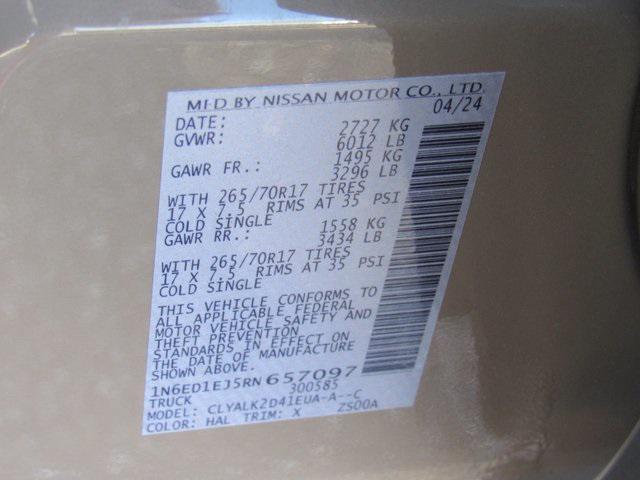 MFD BY NISSAN MOTOR CO., LTD.
DATE: 04/24
GVWR: 2727 KG
6012 LB
GAWR FR.: 1495 KG
3296 LB
WITH 265/70R17 TIRES
17 X 7.5 RIMS AT 35 PSI
COLD SINGLE
GAWR RR.: 1558 KG
3434 LB
WITH 265/70R17 TIRES
17 X 7.5 RIMS AT 35 PSI
COLD SINGLE
THIS VEHICLE CONFORMS TO
ALL APPLICABLE FEDERAL
MOTOR VEHICLE SAFETY AND
THEFT PREVENTION
STANDARDS IN EFFECT ON
THE DATE OF MANUFACTURE
SHOWN ABOVE.
1N6ED1EJ5RN657097
TRUCK 300585
MODEL: CLYALK2D41EUA-A--C
COLOR: HAL TRIM: X ZS00A